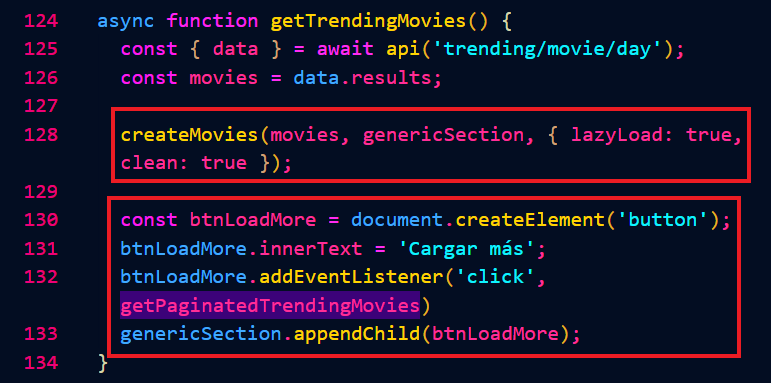 124 async function getTrendingMovies() {
125 const { data } = await api('trending/movie/day');
126 const movies = data.results;
127
128 createMovies(movies, genericSection, { lazyLoad: true,
clean: true });
129
130 const btnLoadMore = document.createElement('button');
131 btnLoadMore.innerText = 'Cargar más';
132 btnLoadMore.addEventListener('click',
getPaginatedTrendingMovies)
133 genericSection.appendChild(btnLoadMore);
134 }